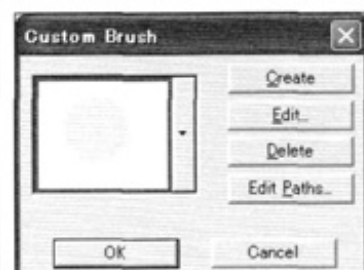 Custom Brush
Create
Edit...
Delete
Edit Paths...
OK
Cancel